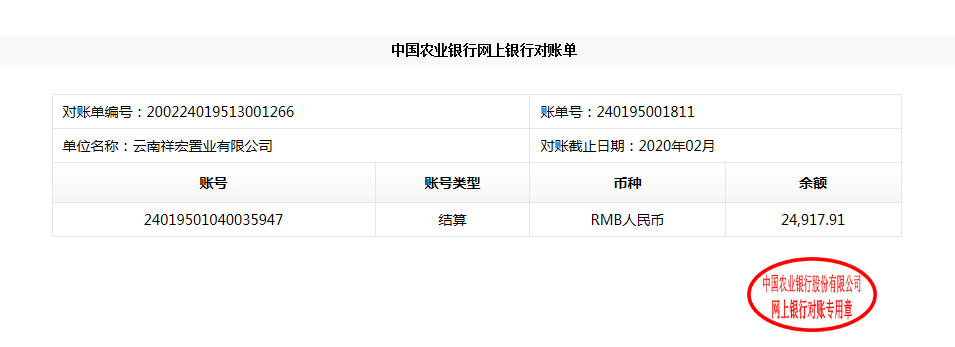 中国农业银行网上银行对账单
对账单编号：200224019513001266 账单号：240195001811
单位名称：云南祥宏置业有限公司 对账截止日期：2020年02月
账号 账号类型 币种 余额
24019501040035947 结算 RMB人民币 24,917.91
中国农业银行股份有限公司
网上银行对账专用章